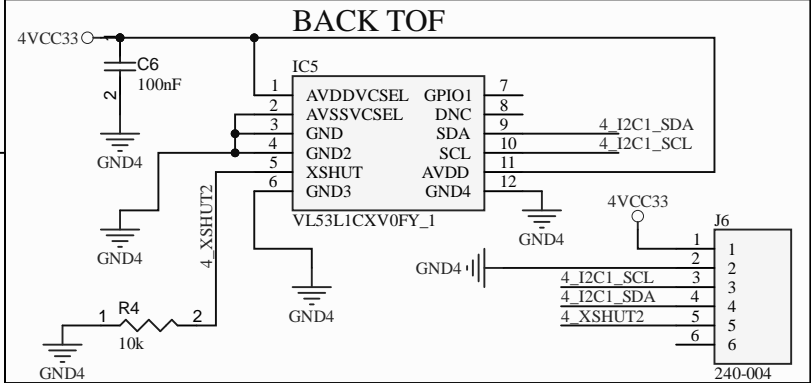 BACK TOF
4VCC33
1
C6
100nF
2
GND4
IC5
1 AVDDVCSEL GPIO1 7
2 AVSSVCSEL DNC 8
3 GND SDA 9 4_I2C1_SDA
4 GND2 SCL 10 4_I2C1_SCL
5 XSHUT AVDD 11
6 GND3 GND4 12
VL53L1CXV0FY_1
GND4
4_XSHUT2
GND4
GND4
R4
1 2
10k
GND4
4VCC33
J6
1 1
GND4 2 2
4_I2C1_SCL 3 3
4_I2C1_SDA 4 4
4_XSHUT2 5 5
6 6
240-004